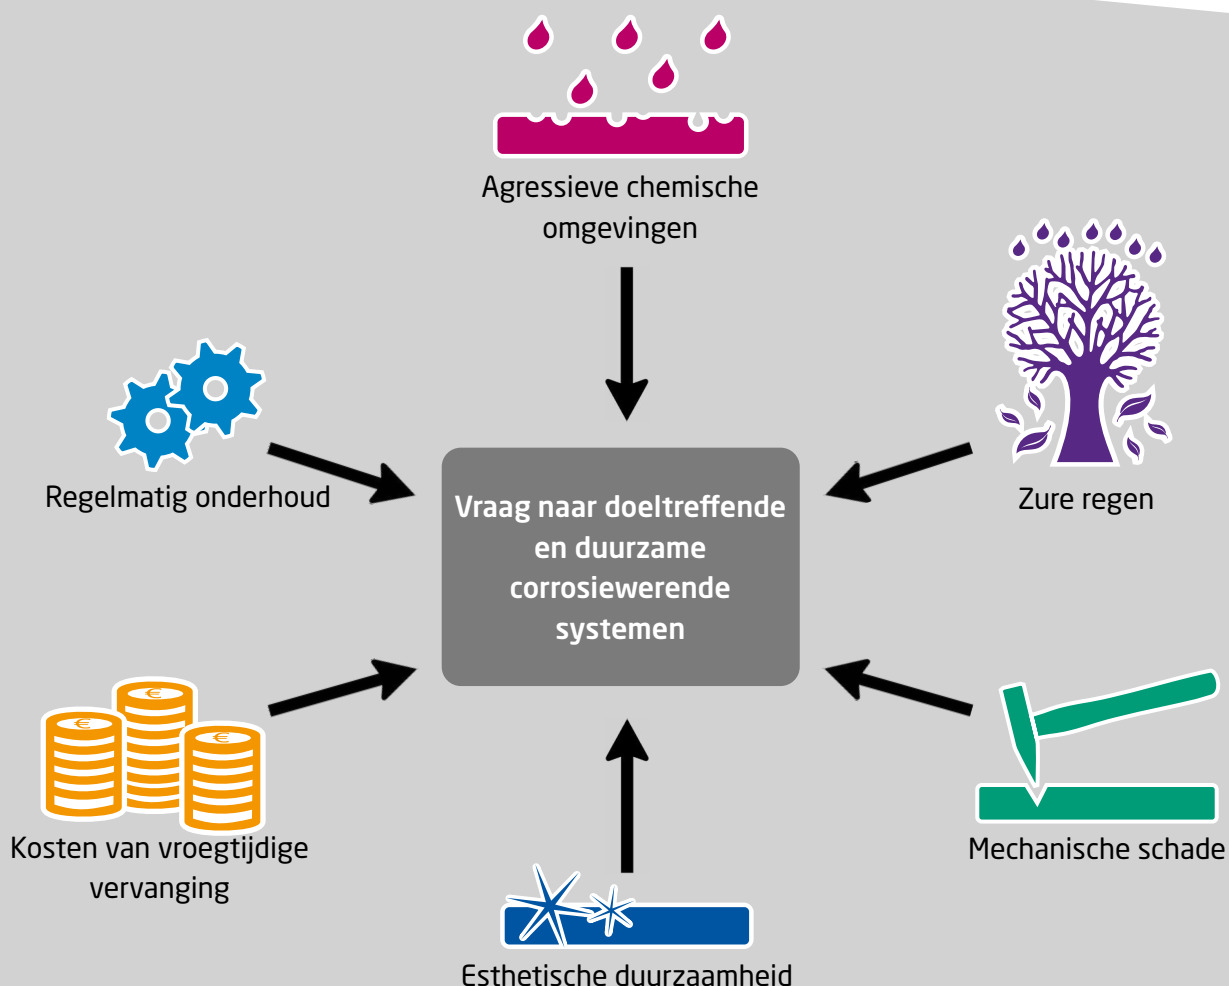 Agressieve chemische
omgevingen
Regelmatig onderhoud
Zure regen
Vraag naar doeltreffende
en duurzame
corrosiewerende
systemen
Kosten van vroegtijdige
vervanging
Mechanische schade
Esthetische duurzaamheid
€
€
€